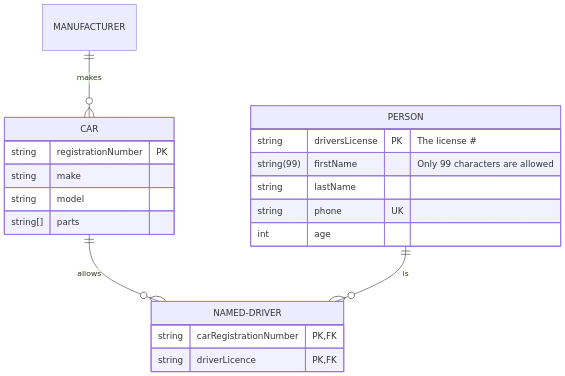 MANUFACTURER
makes
CAR
string registrationNumber PK
string make
string model
string[] parts
PERSON
string driversLicense PK The license #
string(99) firstName Only 99 characters are allowed
string lastName
string phone UK
int age
allows
is
NAMED-DRIVER
string carRegistrationNumber PK,FK
string driverLicence PK,FK